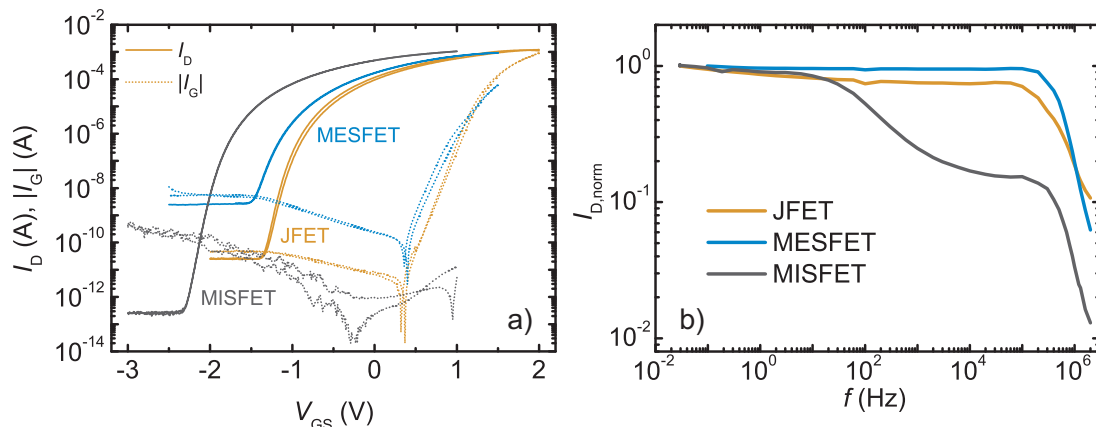 I_D (A), |I_G| (A)
10^-2
10^-4
10^-6
10^-8
10^-10
10^-12
10^-14
I_D
|I_G|
MESFET
JFET
MISFET
a)
-3 -2 -1 0 1 2
V_GS (V)
I_D,norm
10^0
10^-1
10^-2
JFET
MESFET
MISFET
b)
10^-2 10^0 10^2 10^4 10^6
f (Hz)